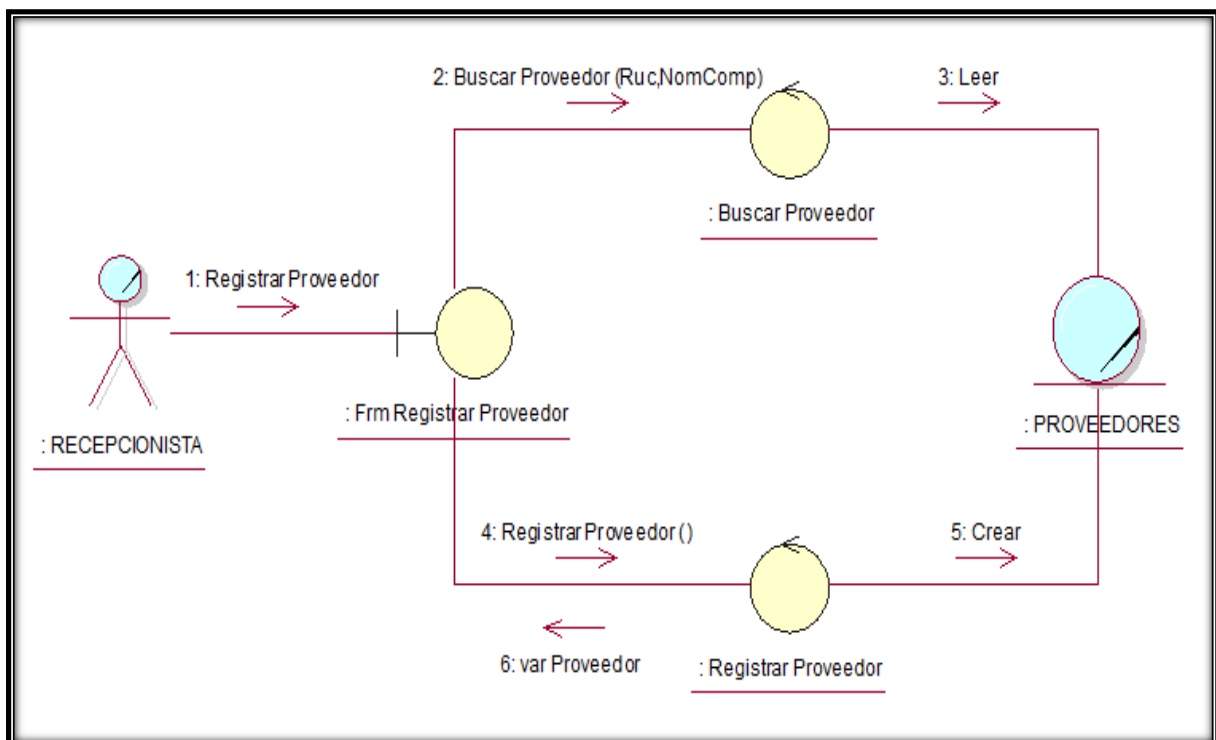 2: Buscar Proveedor (Ruc,NomComp)
3: Leer
: Buscar Proveedor
1: Registrar Proveedor
: Frm Registrar Proveedor
: RECEPCIONISTA
: PROVEEDORES
4: Registrar Proveedor ()
5: Crear
6: var Proveedor
: Registrar Proveedor